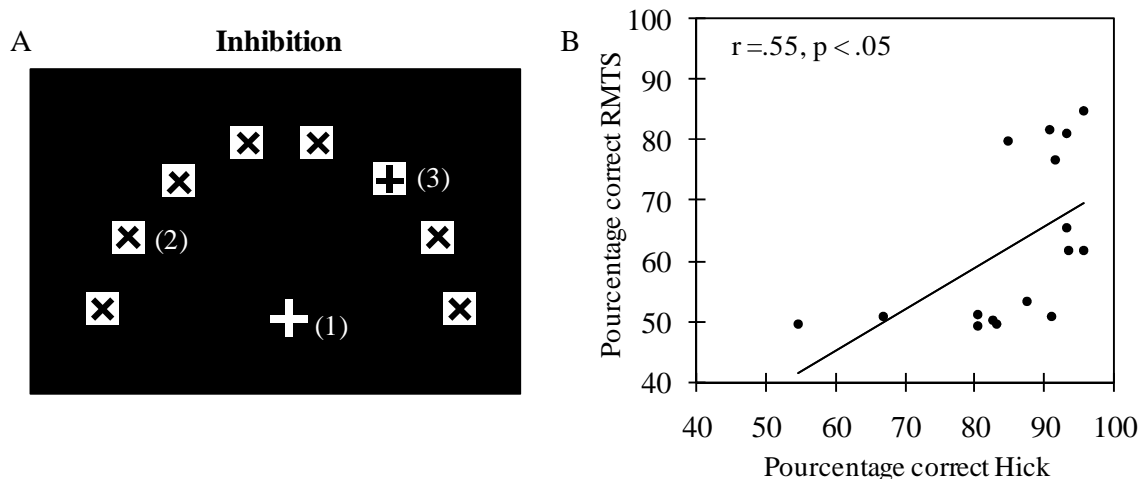 A
Inhibition
(3)
(2)
(1)
B
r =.55, p < .05
Pourcentage correct RMTS
100
90
80
70
60
50
40
40 50 60 70 80 90 100
Pourcentage correct Hick